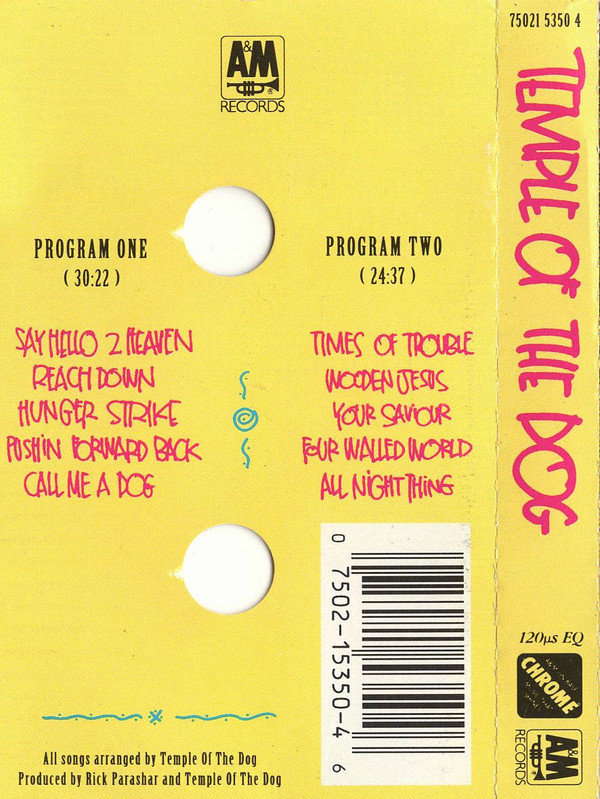 A&M
RECORDS
PROGRAM ONE
( 30:22 )
SAY HELLO 2 HEAVEN
REACH DOWN
HUNGER STRIKE
PUSHIN FORWARD BACK
CALL ME A DOG
PROGRAM TWO
( 24:37 )
TIMES OF TROUBLE
WOODEN JESUS
YOUR SAVIOUR
FOUR WALLED WORLD
ALL NIGHT THING
0 7502-15350-4 6
All songs arranged by Temple Of The Dog
Produced by Rick Parashar and Temple Of The Dog
75021 5350 4
TEMPLE OF THE DOG
120µs EQ
CHROME
A&M
RECORDS